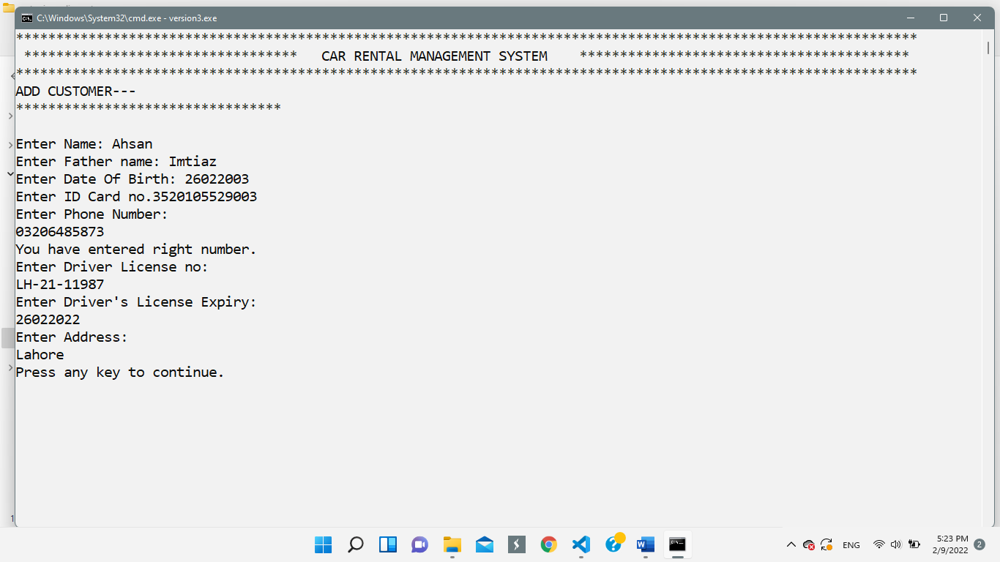 C:\Windows\System32\cmd.exe - version3.exe
****************************************************************************************************************
********************************** CAR RENTAL MANAGEMENT SYSTEM *****************************************
****************************************************************************************************************
ADD CUSTOMER---
*********************************
Enter Name: Ahsan
Enter Father name: Imtiaz
Enter Date Of Birth: 26022003
Enter ID Card no.3520105529003
Enter Phone Number:
03206485873
You have entered right number.
Enter Driver License no:
LH-21-11987
Enter Driver's License Expiry:
26022022
Enter Address:
Lahore
Press any key to continue.
ENG
5:23 PM
2/9/2022
2